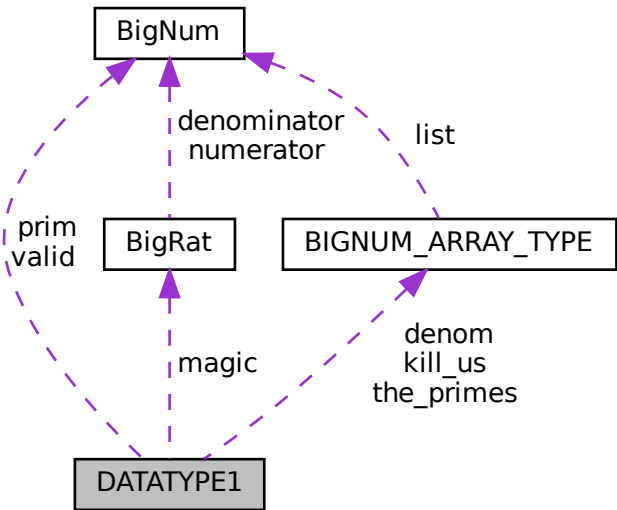 BigNum
denominator
numerator
list
prim
valid
BigRat
BIGNUM_ARRAY_TYPE
magic
denom
kill_us
the_primes
DATATYPE1